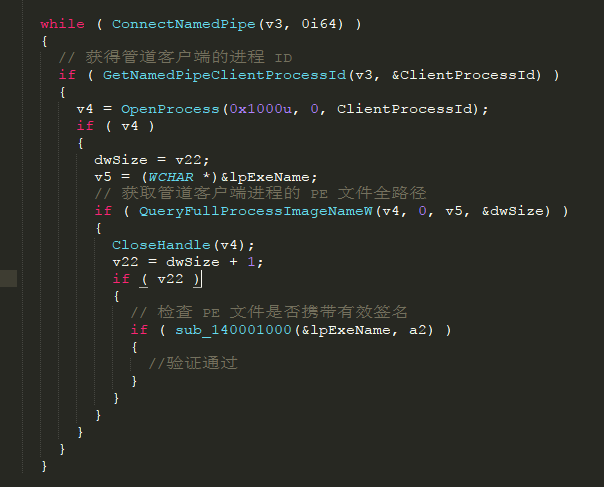 while ( ConnectNamedPipe(v3, 0i64) )
{
// 获得管道客户端的进程 ID
if ( GetNamedPipeClientProcessId(v3, &ClientProcessId) )
{
v4 = OpenProcess(0x1000u, 0, ClientProcessId);
if ( v4 )
{
dwSize = v22;
v5 = (WCHAR *)&lpExeName;
// 获取管道客户端进程的 PE 文件全路径
if ( QueryFullProcessImageNameW(v4, 0, v5, &dwSize) )
{
CloseHandle(v4);
v22 = dwSize + 1;
if ( v22 )
{
// 检查 PE 文件是否携带有效签名
if ( sub_140001000(&lpExeName, a2) )
{
//验证通过
}
}
}
}
}
}